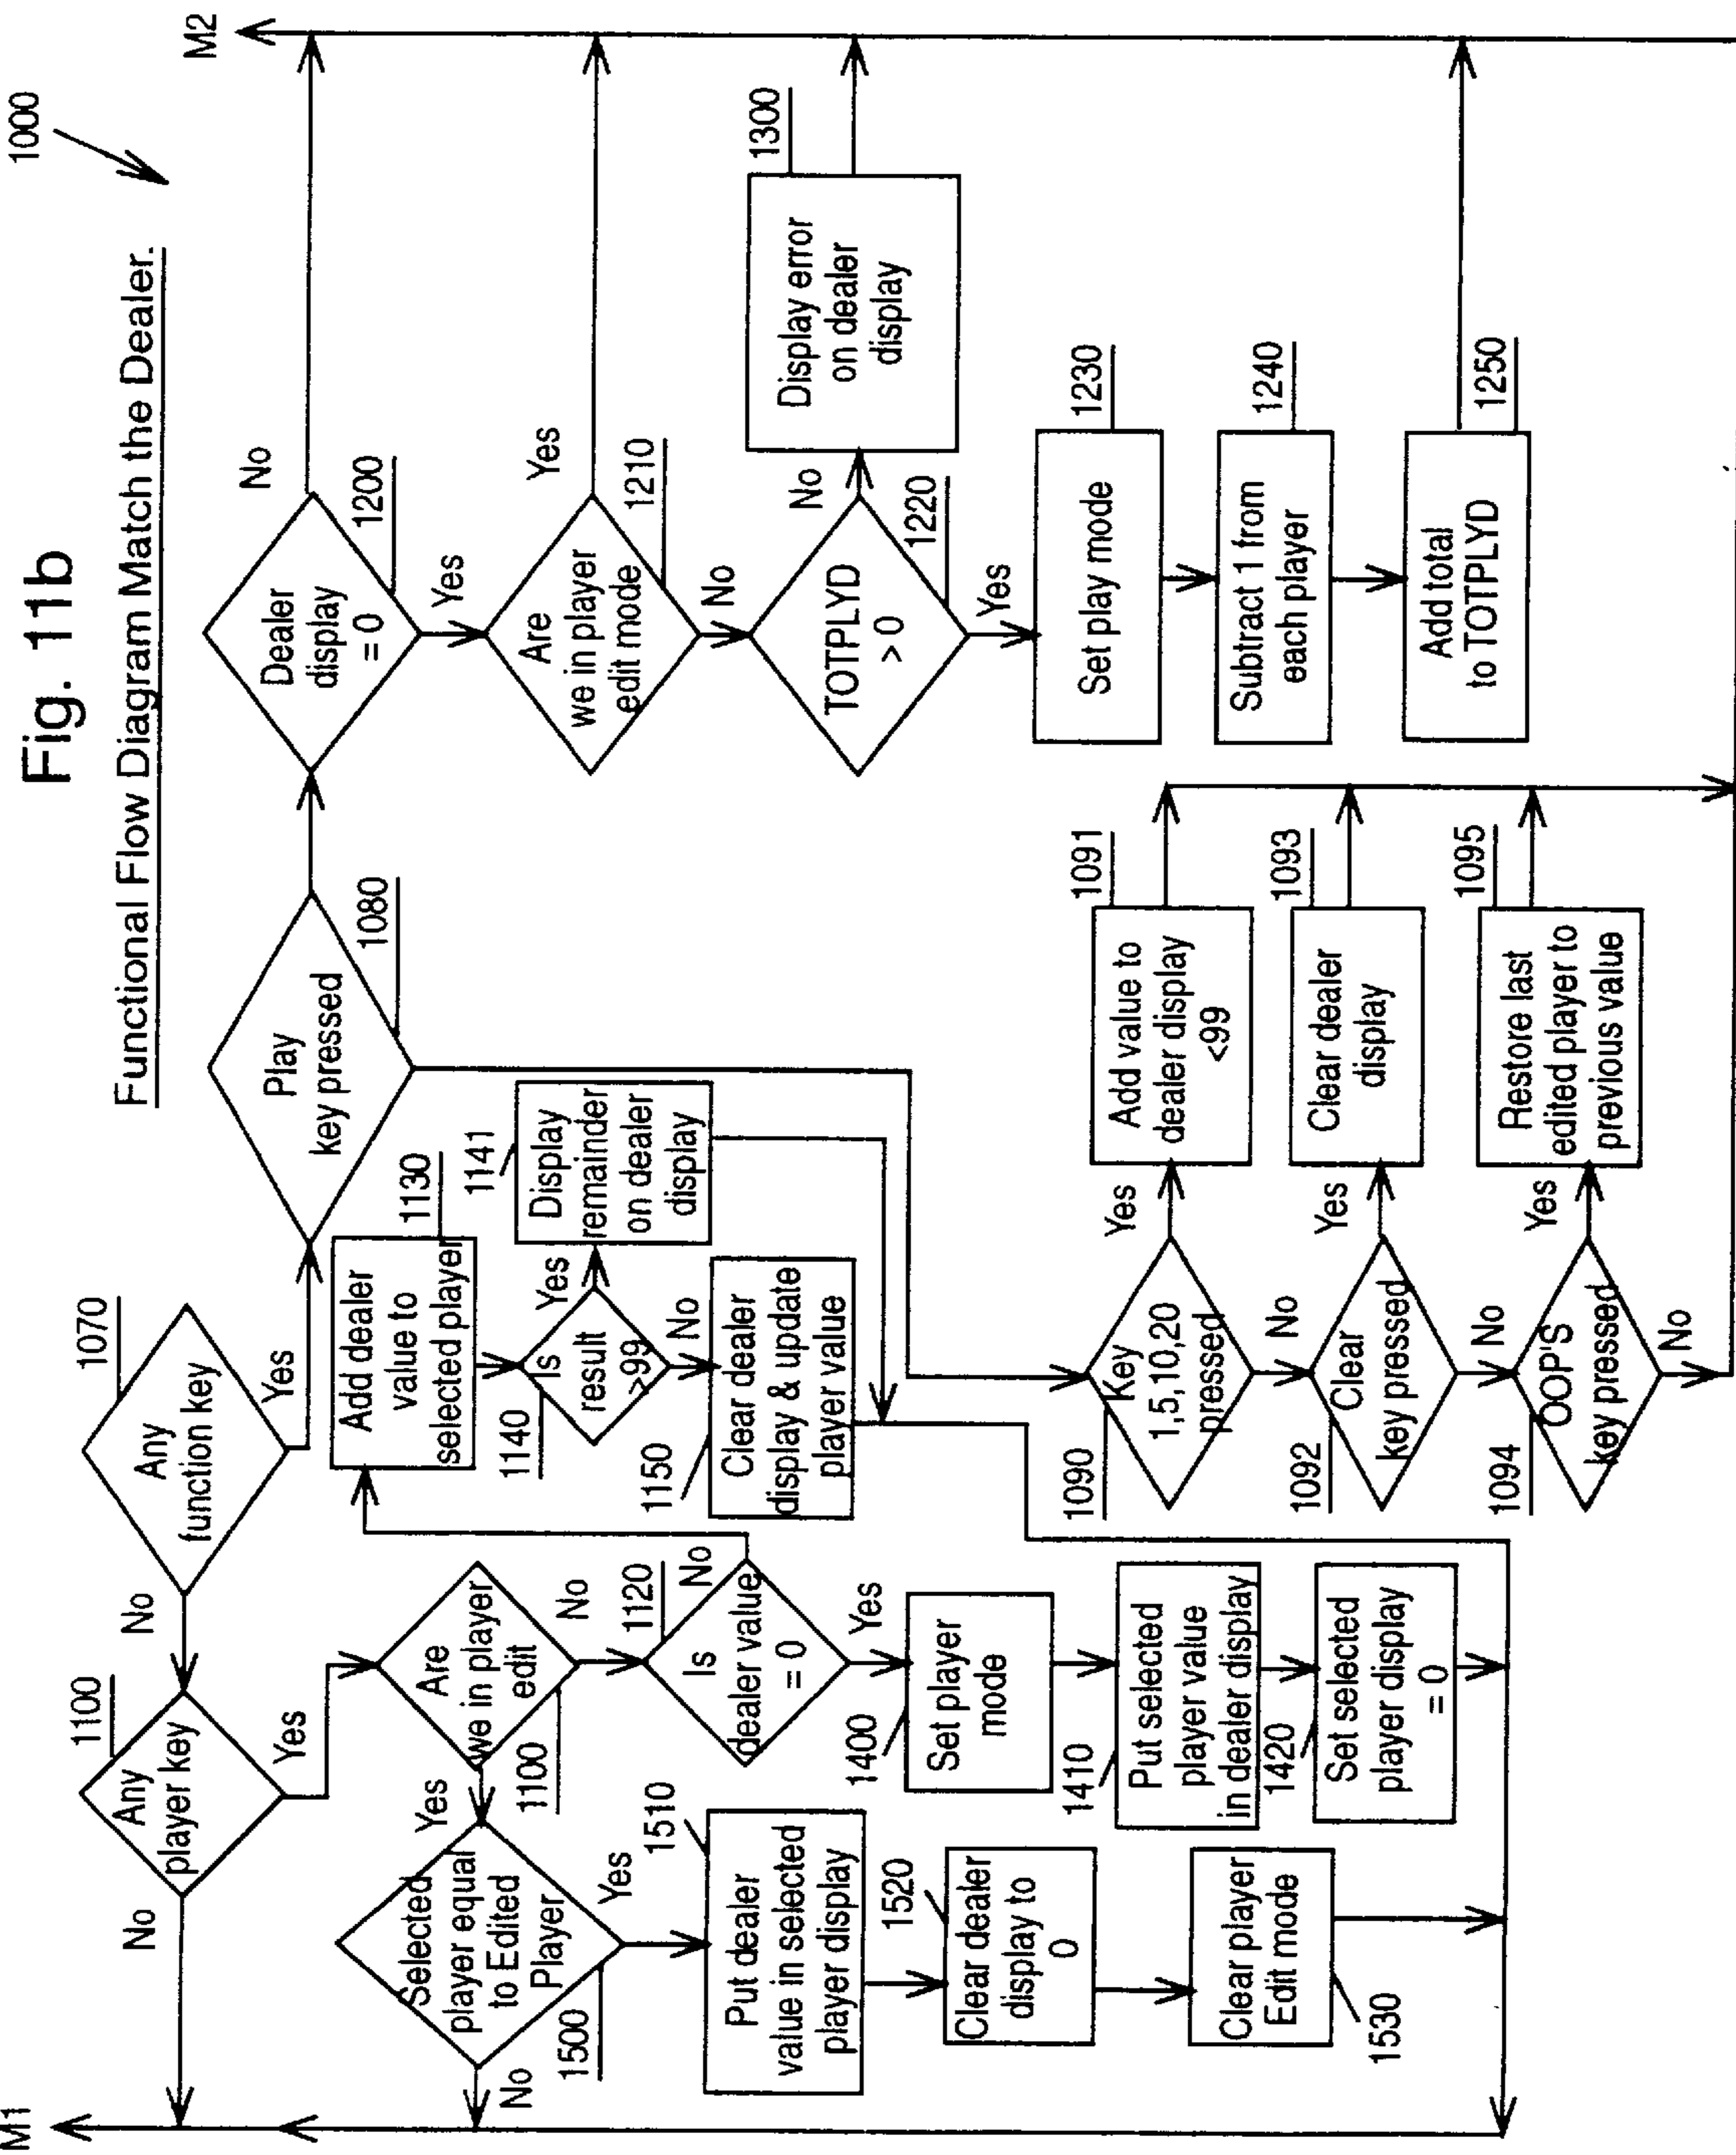 Fig. 11b
1000
Functional Flow Diagram Match the Dealer.
M1
M2
1070
Any
function key
No
Yes
1100
Any
player key
No
Yes
Play
key pressed
1080
Dealer
display
= 0
1200
No
Yes
Are
we in player
edit mode
1210
Yes
No
TOTPLYD
> 0
1220
No
Yes
Display error
on dealer
display
1300
Set play mode
1230
Subtract 1 from
each player
1240
Add total
to TOTPLYD
1250
Add dealer
value to
selected player
1130
Is
result
>99
1140
Yes
No
Display
remainder
on dealer
display
1141
Clear dealer
display & update
player value
1150
Are
we in player
edit
1100
Yes
No
Is
dealer value
= 0
1120
No
Yes
Set player
mode
1400
Put selected
player value
in dealer display
1410
Set selected
player display
= 0
1420
Selected
player equal
to Edited
Player
1500
No
Yes
Put dealer
value in selected
player display
1510
Clear dealer
display to
0
1520
Clear player
Edit mode
1530
Key
1,5,10,20
pressed
1090
Yes
No
Add value to
dealer display
<99
1091
Clear
key pressed
1092
Yes
No
Clear dealer
display
1093
OOP'S
key pressed
1094
Yes
No
Restore last
edited player to
previous value
1095